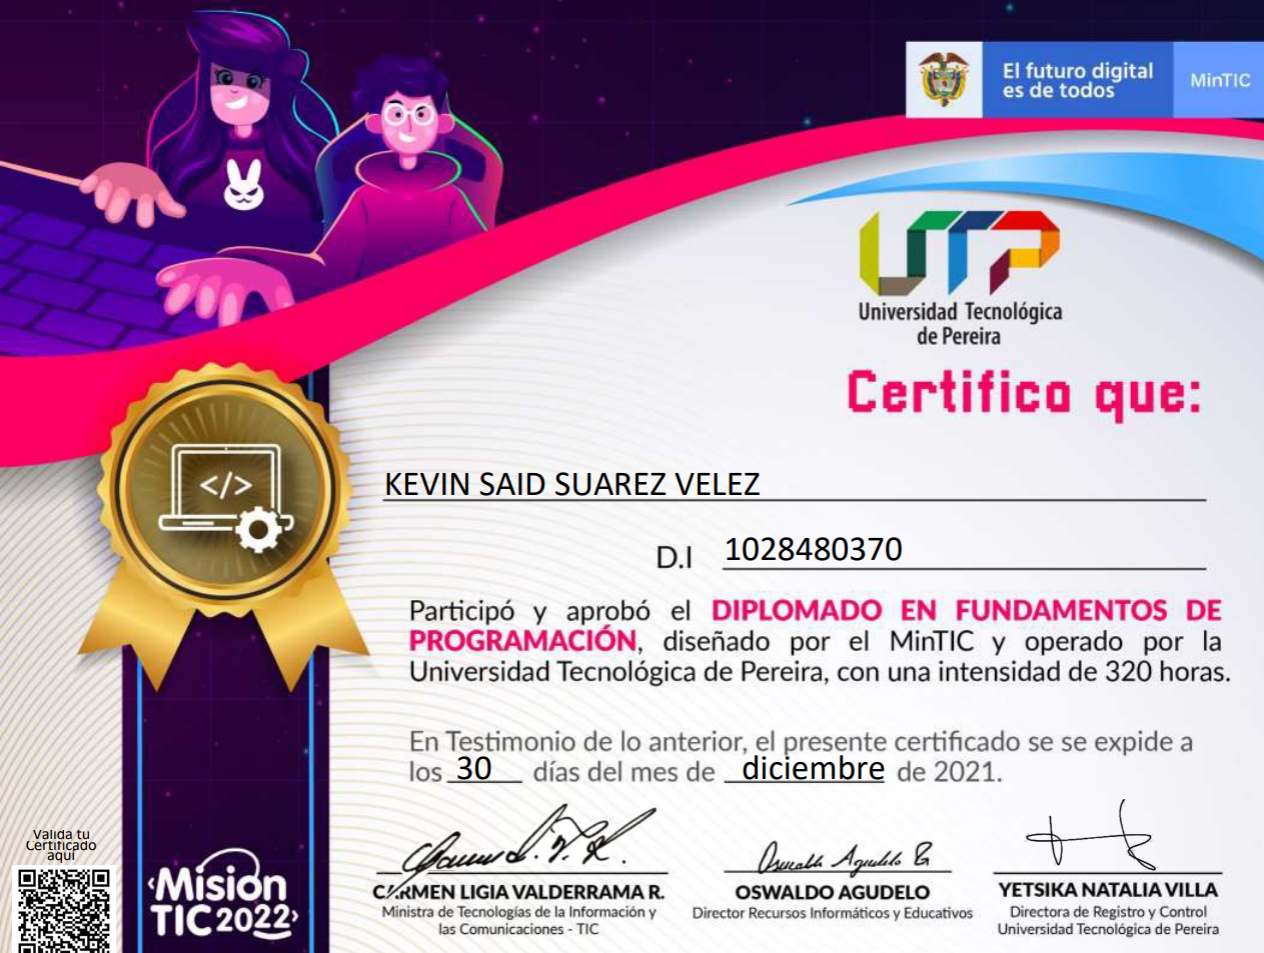 El futuro digital
es de todos
MinTIC
UTP
Universidad Tecnológica
de Pereira
Certifica que:
</>
KEVIN SAID SUAREZ VELEZ
D.I 1028480370
Participó y aprobó el DIPLOMADO EN FUNDAMENTOS DE
PROGRAMACIÓN, diseñado por el MinTIC y operado por la
Universidad Tecnológica de Pereira, con una intensidad de 320 horas.
En Testimonio de lo anterior, el presente certificado se se expide a
los 30 días del mes de diciembre de 2021.
Valida tu
Certificado
aquí
Misión
TIC 2022
Oswaldo Agudelo B
CARMEN LIGIA VALDERRAMA R.
Ministra de Tecnologías de la Información y
las Comunicaciones - TIC
OSWALDO AGUDELO
Director Recursos Informáticos y Educativos
YETSIKA NATALIA VILLA
Directora de Registro y Control
Universidad Tecnológica de Pereira